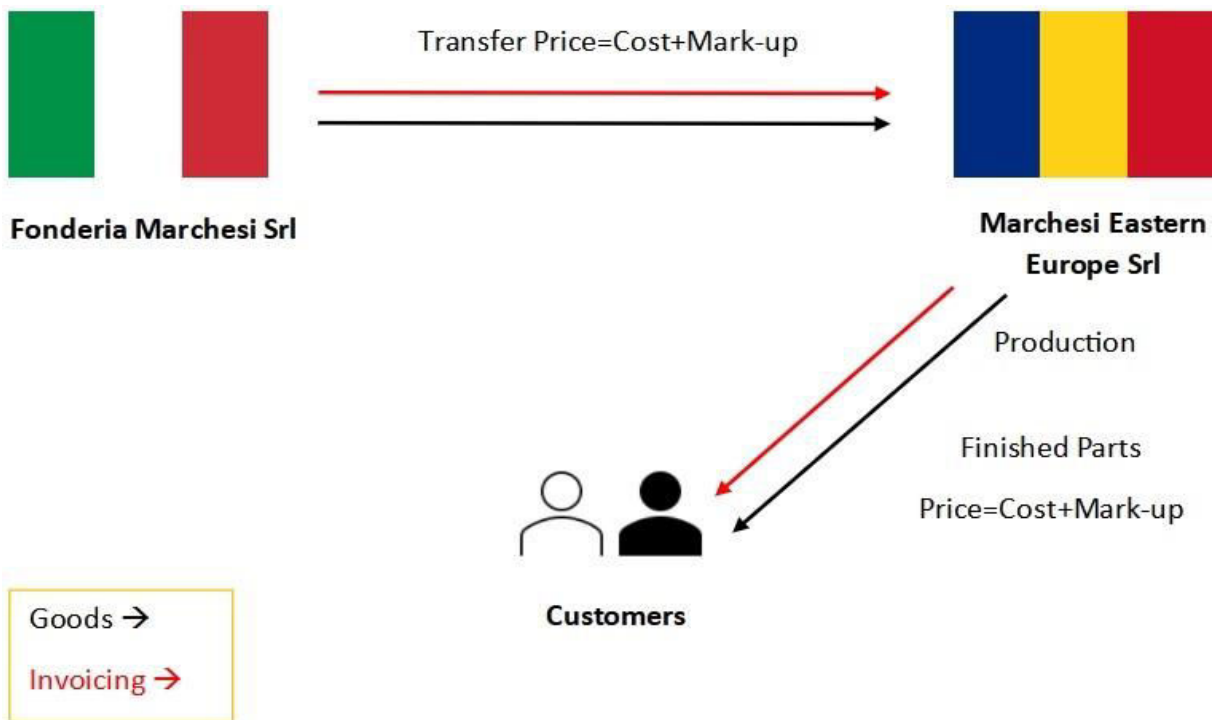 Transfer Price=Cost+Mark-up
Fonderia Marchesi Srl
Marchesi Eastern
Europe Srl
Production
Finished Parts
Price=Cost+Mark-up
Customers
Goods →
Invoicing →